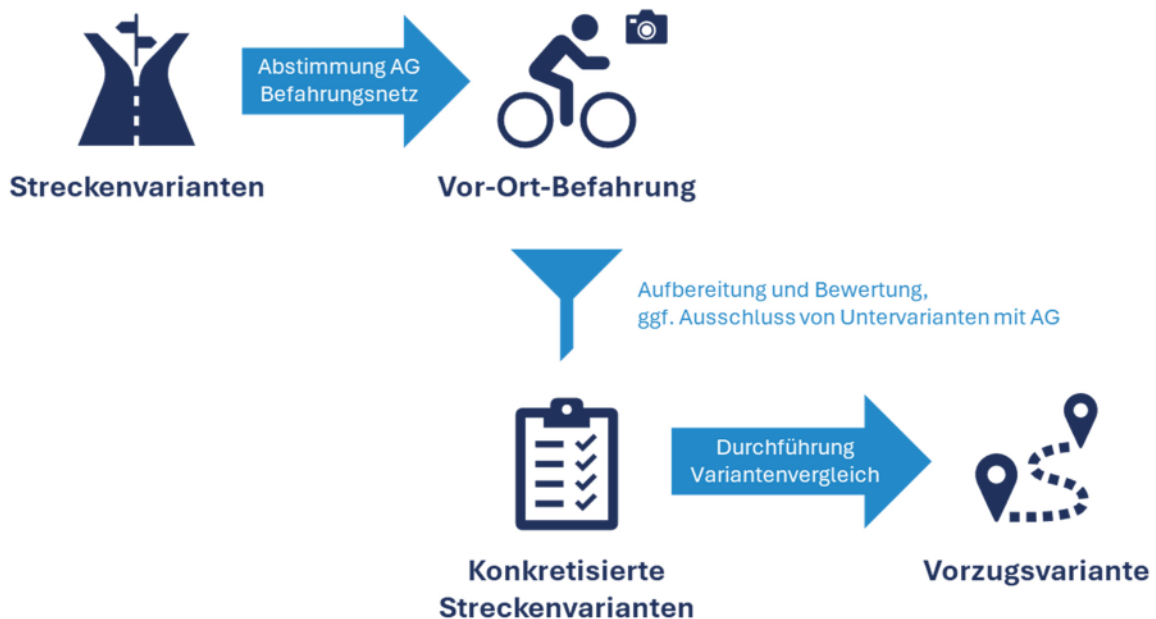 Abstimmung AG
Befahrungsnetz
Streckenvarianten
Vor-Ort-Befahrung
Aufbereitung und Bewertung,
ggf. Ausschluss von Untervarianten mit AG
Durchführung
Variantenvergleich
Konkretisierte
Streckenvarianten
Vorzugsvariante